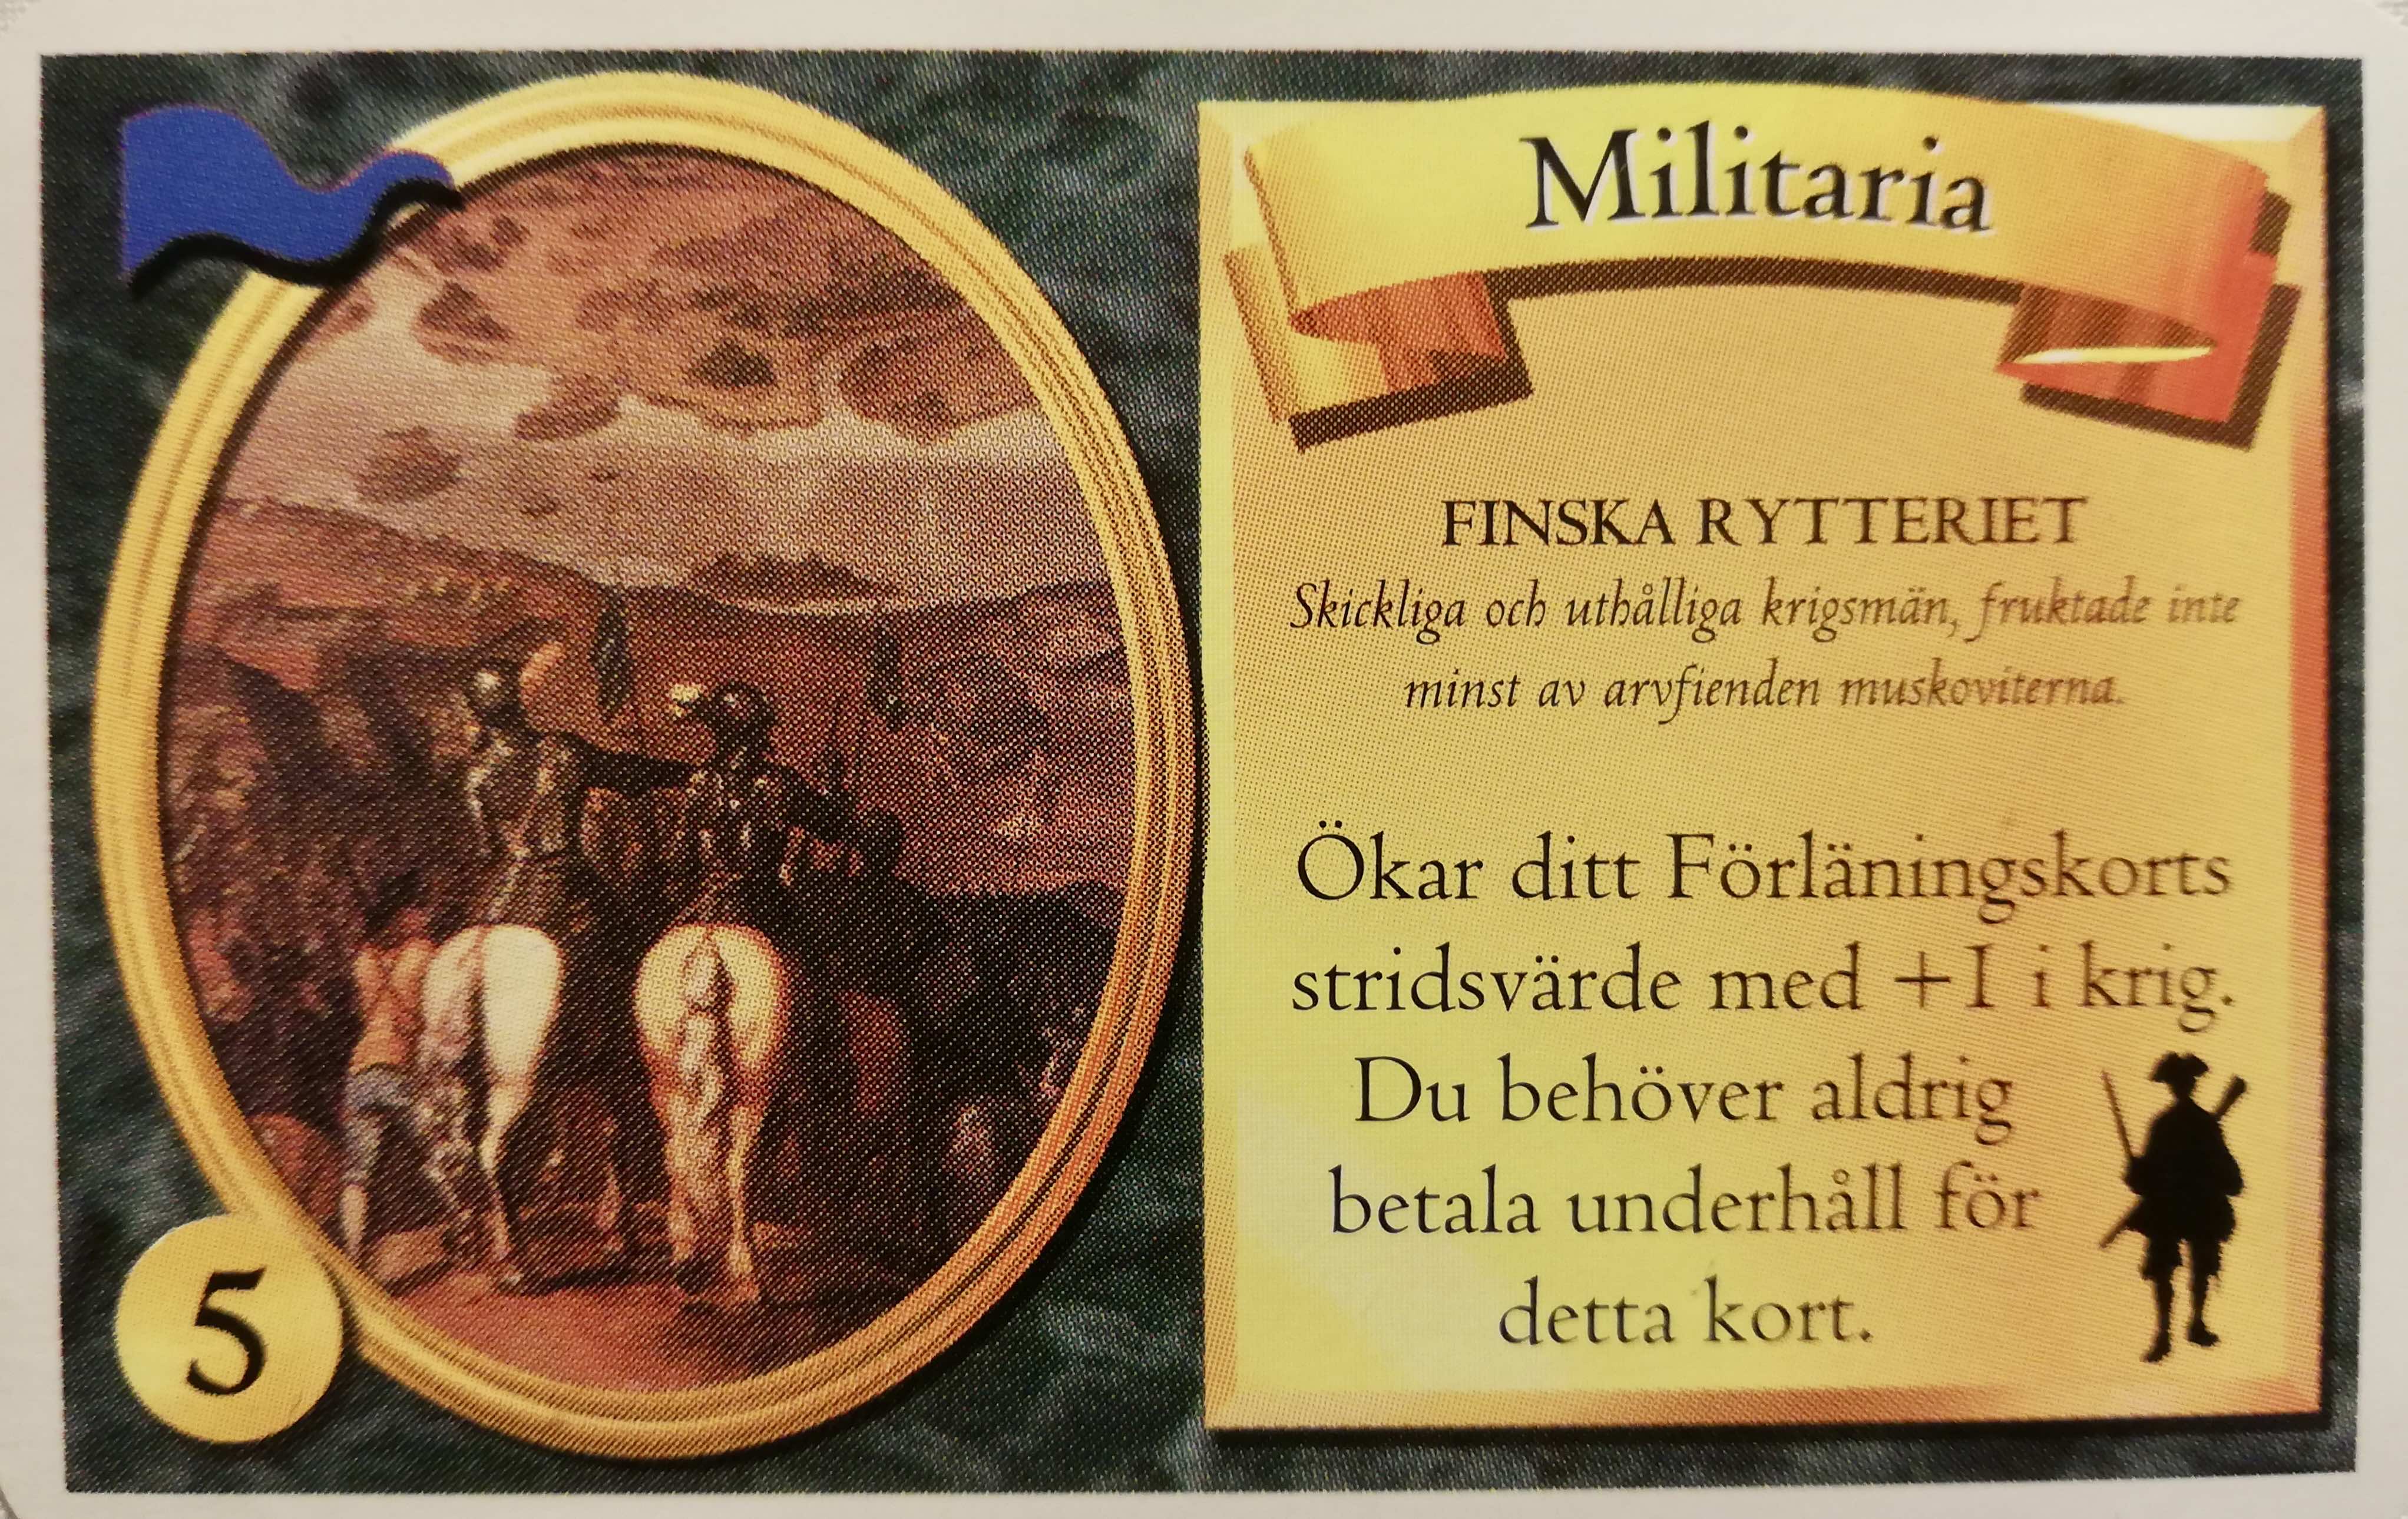 Militaria
FINSKA RYTTERIET
Skickliga och uthålliga krigsmän, fruktade inte
minst av arvfienden muskoviterna.
Ökar ditt Förläningskorts
stridsvärde med +1 i krig.
Du behöver aldrig
betala underhåll för
detta kort.
5